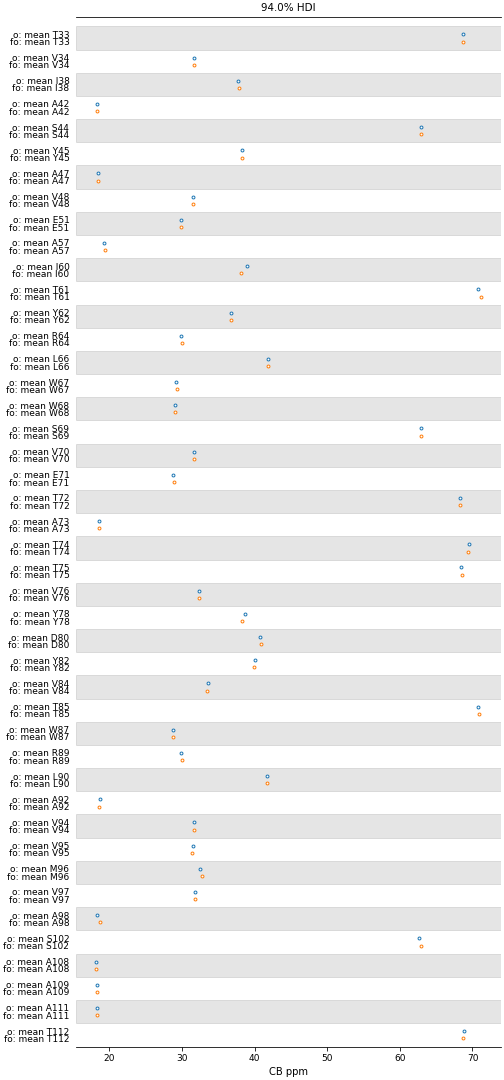 94.0% HDI
o: mean T33
fo: mean T33
o: mean V34
fo: mean V34
o: mean I38
fo: mean I38
o: mean A42
fo: mean A42
o: mean S44
fo: mean S44
o: mean Y45
fo: mean Y45
o: mean A47
fo: mean A47
o: mean V48
fo: mean V48
o: mean E51
fo: mean E51
o: mean A57
fo: mean A57
o: mean I60
fo: mean I60
o: mean T61
fo: mean T61
o: mean Y62
fo: mean Y62
o: mean R64
fo: mean R64
o: mean L66
fo: mean L66
o: mean W67
fo: mean W67
o: mean W68
fo: mean W68
o: mean S69
fo: mean S69
o: mean V70
fo: mean V70
o: mean E71
fo: mean E71
o: mean T72
fo: mean T72
o: mean A73
fo: mean A73
o: mean T74
fo: mean T74
o: mean T75
fo: mean T75
o: mean V76
fo: mean V76
o: mean Y78
fo: mean Y78
o: mean D80
fo: mean D80
o: mean Y82
fo: mean Y82
o: mean V84
fo: mean V84
o: mean T85
fo: mean T85
o: mean W87
fo: mean W87
o: mean R89
fo: mean R89
o: mean L90
fo: mean L90
o: mean A92
fo: mean A92
o: mean V94
fo: mean V94
o: mean V95
fo: mean V95
o: mean M96
fo: mean M96
o: mean V97
fo: mean V97
o: mean A98
fo: mean A98
o: mean S102
fo: mean S102
o: mean A108
fo: mean A108
o: mean A109
fo: mean A109
o: mean A111
fo: mean A111
o: mean T112
fo: mean T112
20 30 40 50 60 70
CB ppm